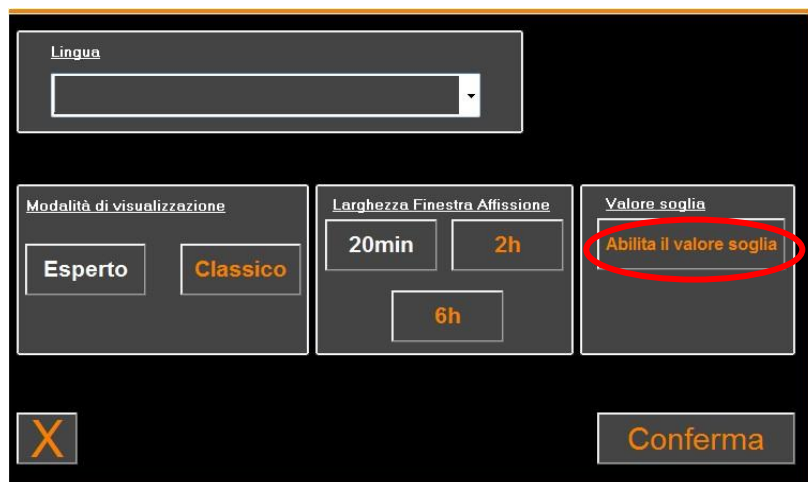 Lingua
Modalità di visualizzazione
Esperto
Classico
Larghezza Finestra Affissione
20min
2h
6h
Valore soglia
Abilita il valore soglia
X
Conferma